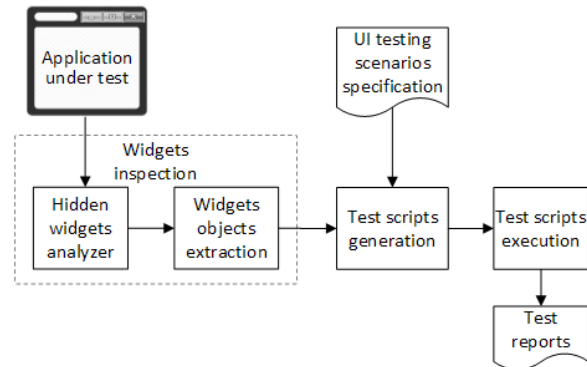 Application
under test
UI testing
scenarios
specification
Widgets
inspection
Hidden
widgets
analyzer
Widgets
objects
extraction
Test scripts
generation
Test scripts
execution
Test
reports